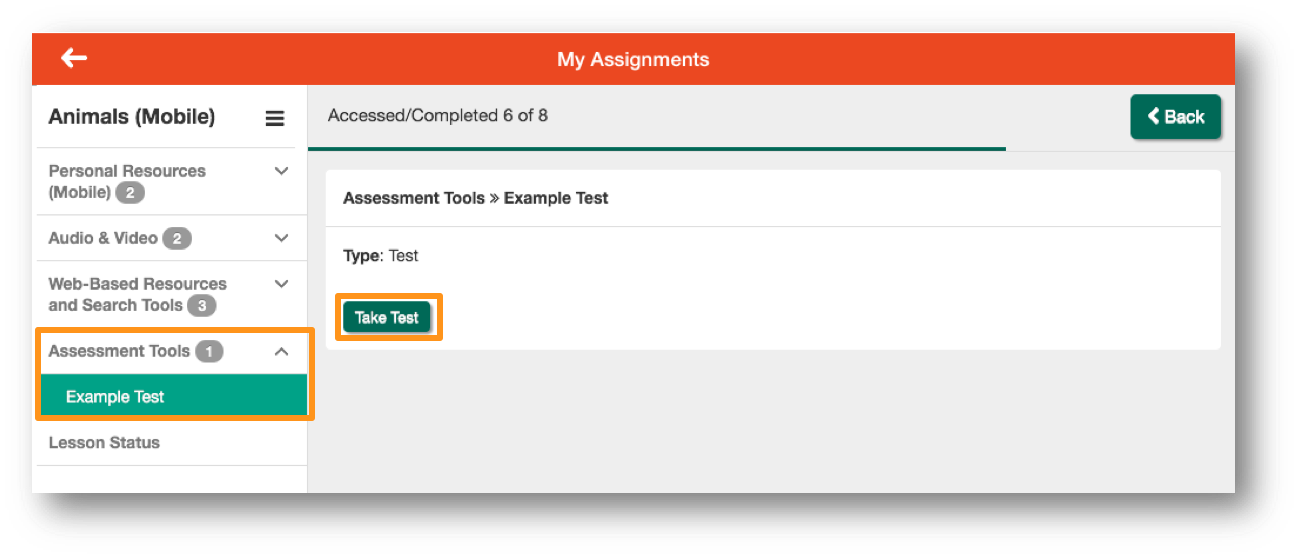 My Assignments
Animals (Mobile)
Accessed/Completed 6 of 8
Back
Personal Resources
(Mobile) 2
Audio & Video 2
Web-Based Resources
and Search Tools 3
Assessment Tools 1
Example Test
Lesson Status
Assessment Tools » Example Test
Type: Test
Take Test